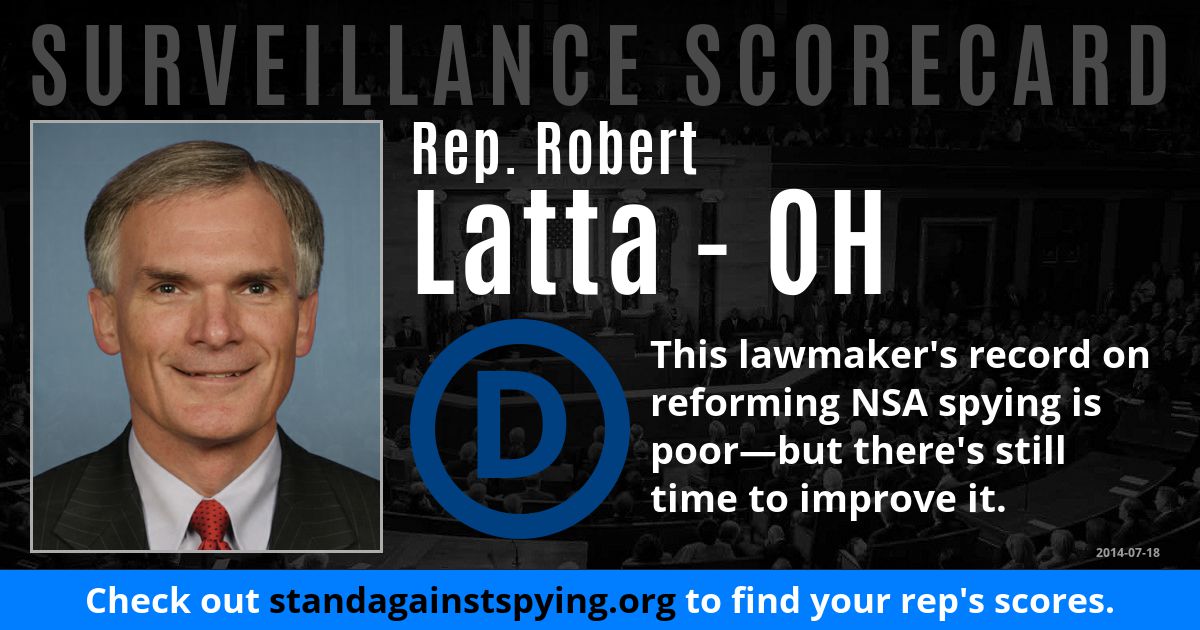 SURVEILLANCE SCORECARD
Rep. Robert
Latta - OH
D
This lawmaker's record on
reforming NSA spying is
poor—but there's still
time to improve it.
2014-07-18
Check out standagainstspying.org to find your rep's scores.